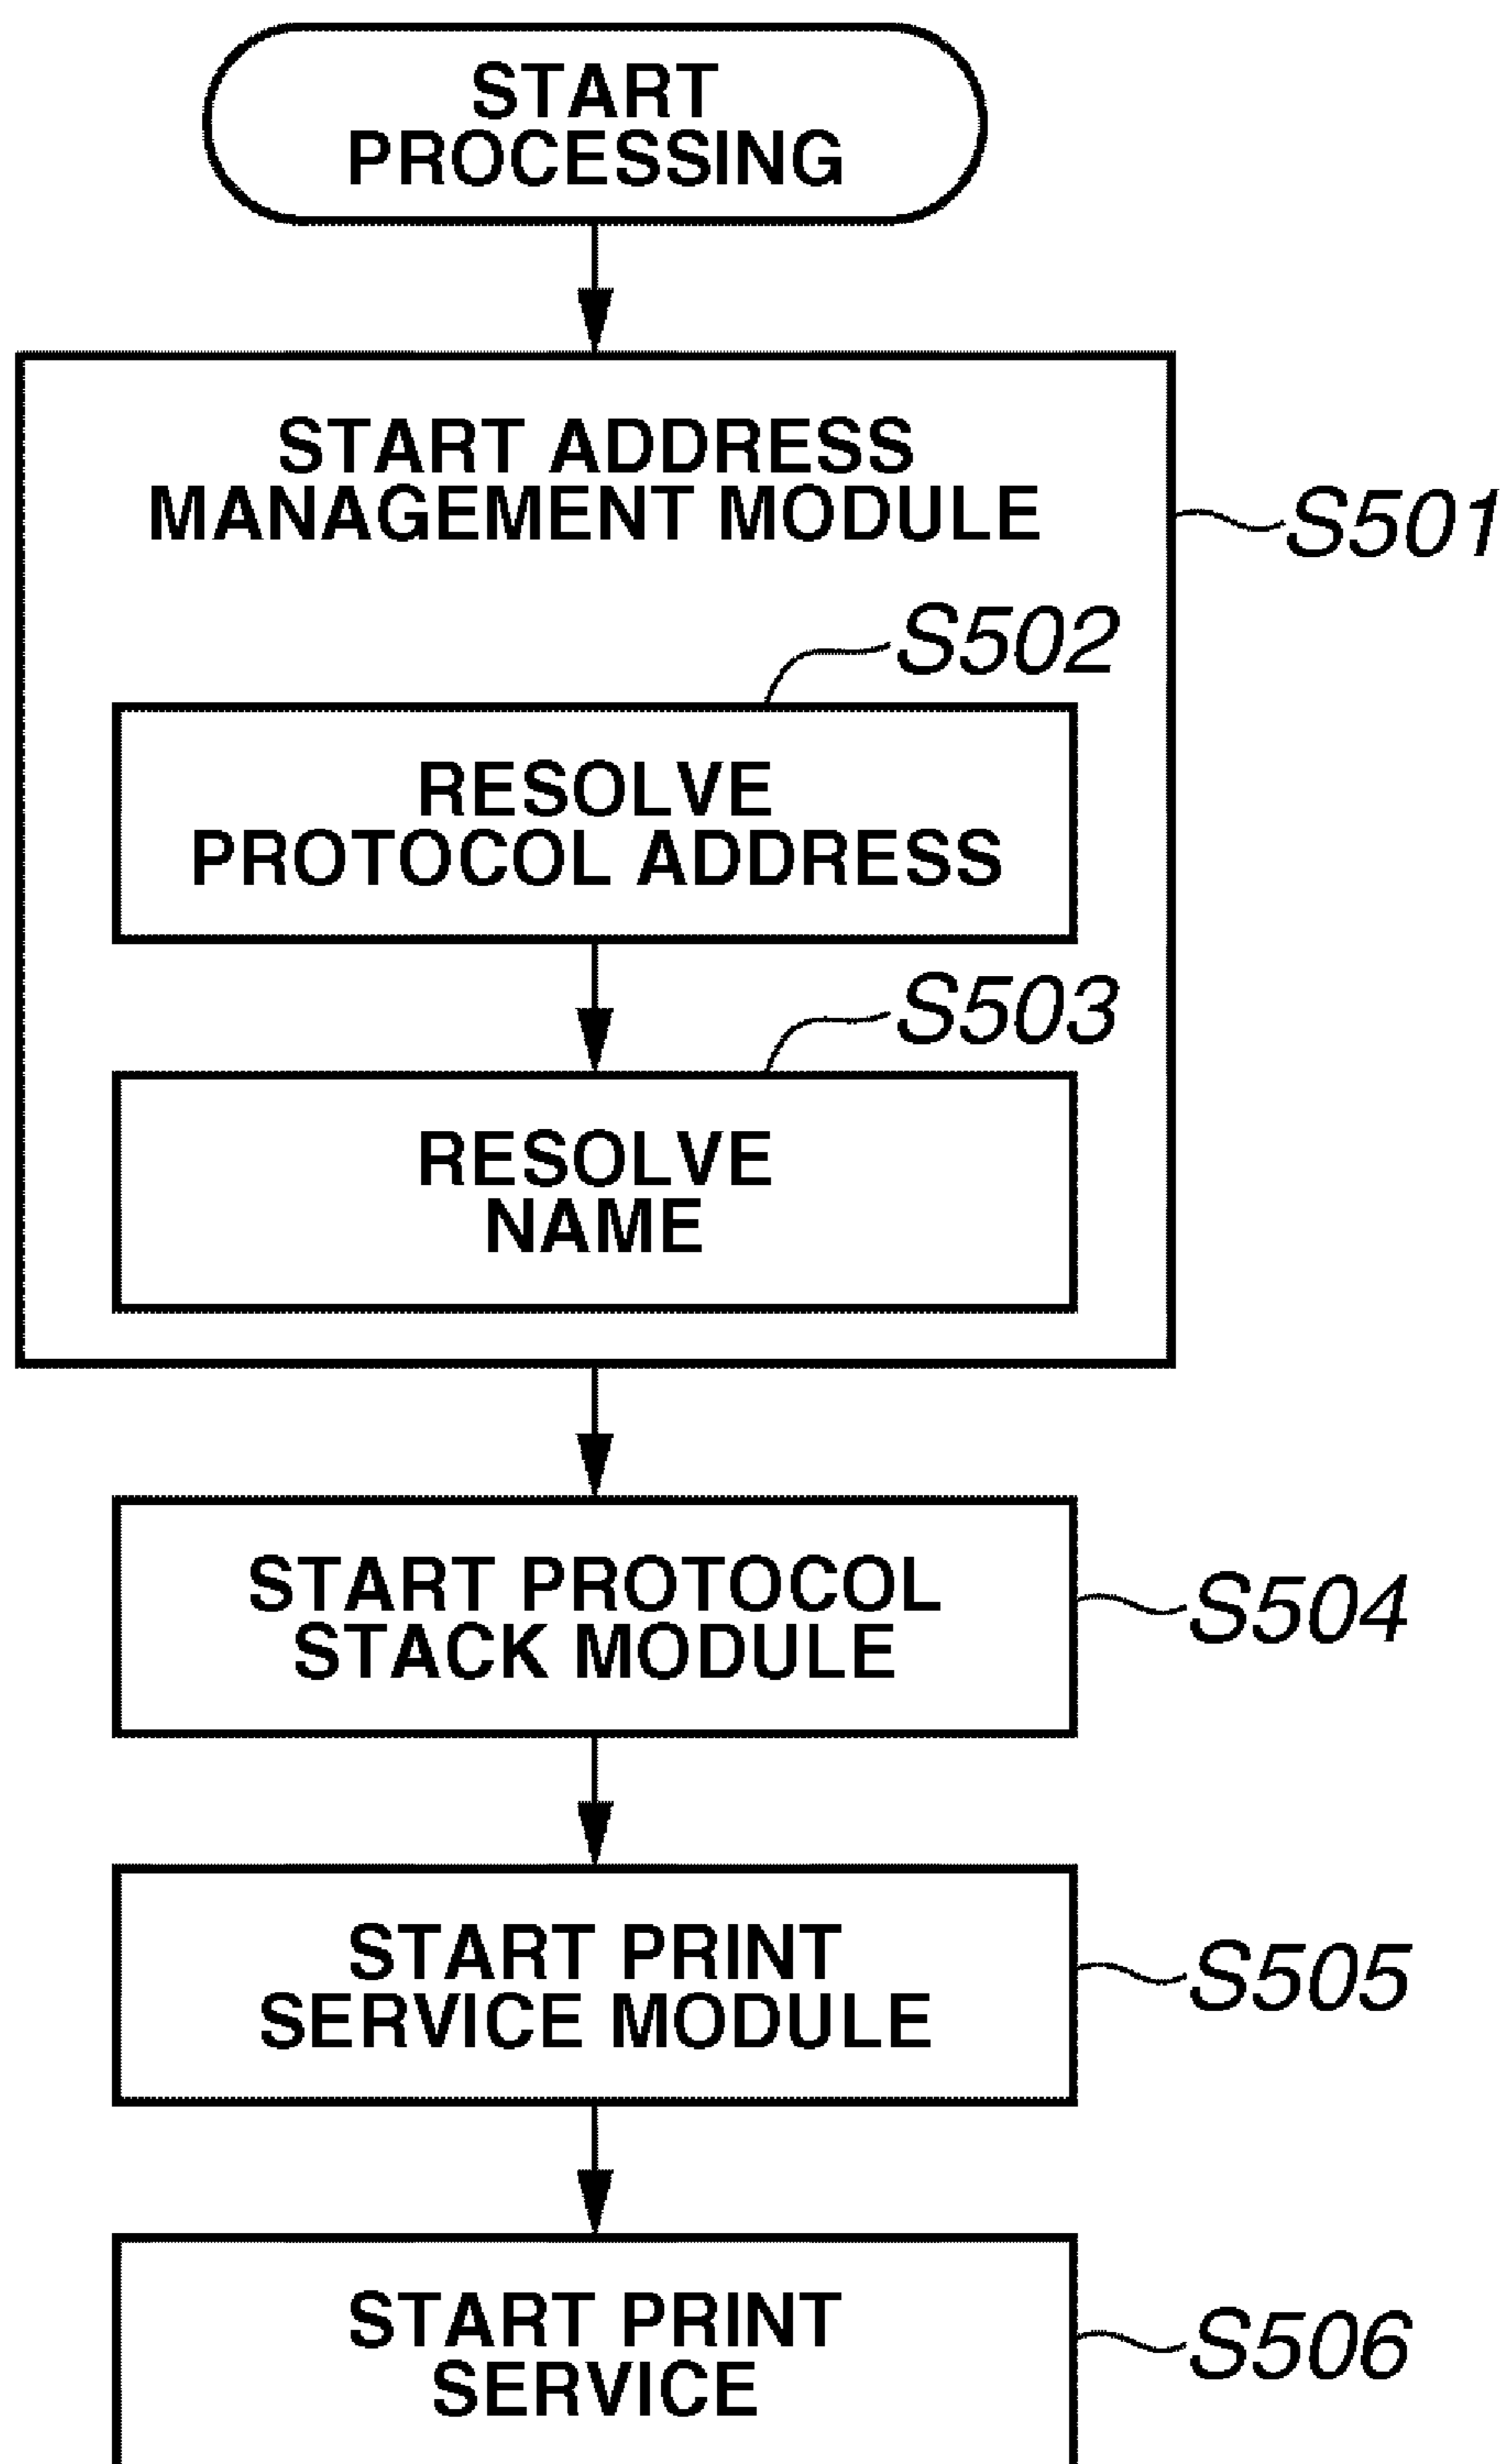 START
PROCESSING
START ADDRESS
MANAGEMENT MODULE
S501
S502
RESOLVE
PROTOCOL ADDRESS
S503
RESOLVE
NAME
START PROTOCOL
STACK MODULE
S504
START PRINT
SERVICE MODULE
S505
START PRINT
SERVICE
S506